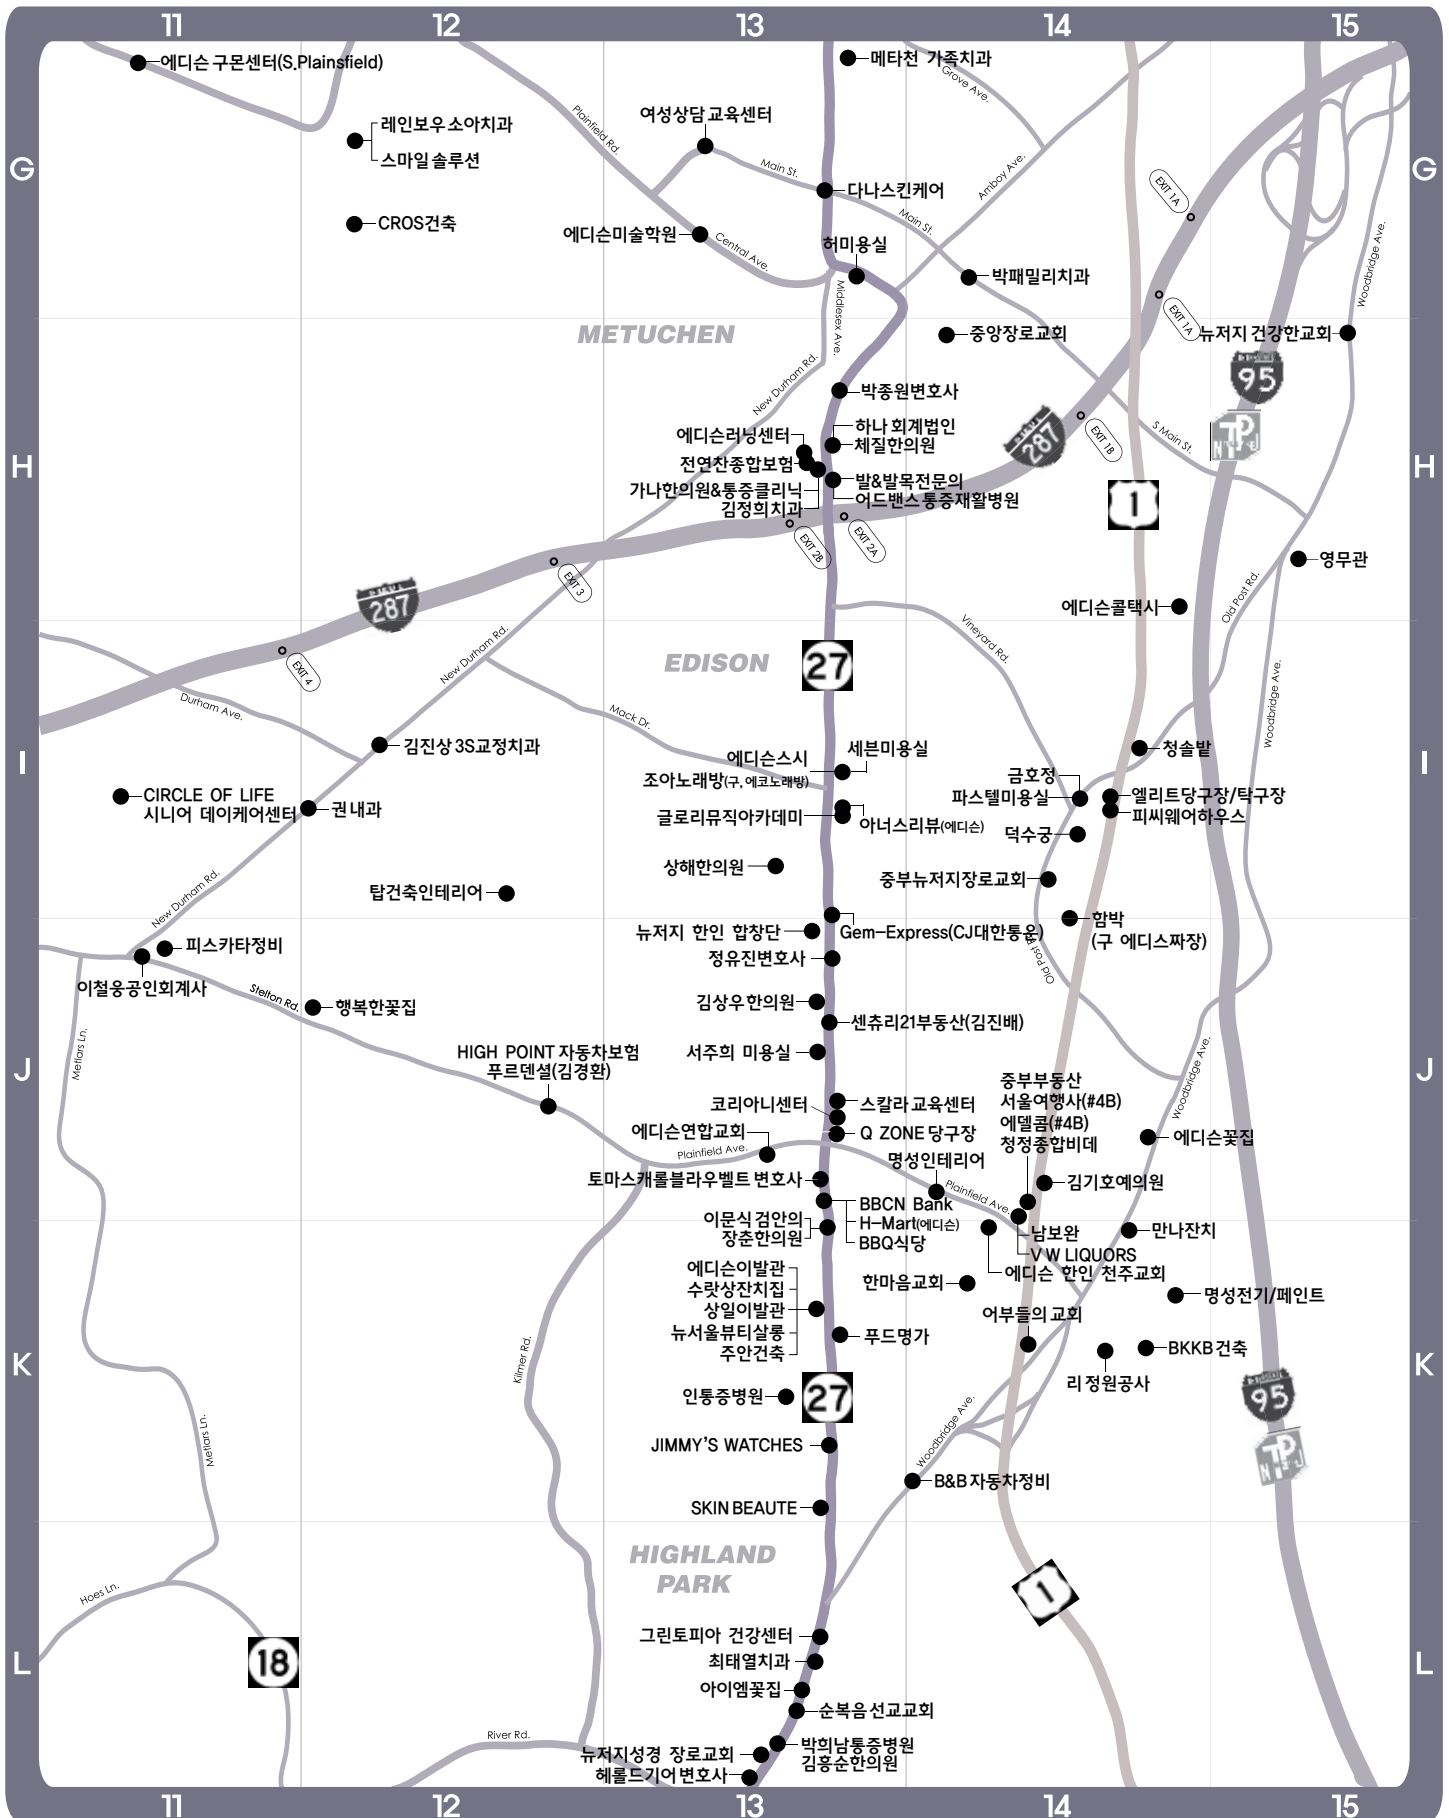 11 12 13 14 15
에디슨 구몬센터(S.Plainsfield)
메타천 가족치과
Grove Ave.
레인보우 소아치과
스마일 솔루션
Plainfield Rd.
여성상담 교육센터
Main St.
Amboy Ave.
G
G
EXIT 1A
다나스킨케어
CROS건축
에디슨미술학원
Central Ave.
Main St.
허미용실
박패밀리치과
Woodbridge Ave.
Middlesex Ave.
EXIT 1A
METUCHEN
중앙장로교회
뉴저지 건강한교회
95
New Durham Rd.
박종원변호사
에디슨러닝센터
하나 회계법인
체질한의원
287
EXIT 1B
S Main St.
TP
H
H
전연찬종합보험
가나한의원&통증클리닉
김정희치과
발&발목전문의
어드밴스통증재활병원
1
EXIT 2B
EXIT 2A
EXIT 3
영무관
287
에디슨콜택시
Old Post Rd.
Vineyard Rd.
EDISON
27
EXIT 4
New Durham Rd.
Durham Ave.
Mack Dr.
Woodbridge Ave.
김진상 3S교정치과
에디슨스시
세븐미용실
청솔밭
I
I
조아노래방(구, 에코노래방)
금호정
파스텔미용실
엘리트당구장/탁구장
피씨웨어하우스
CIRCLE OF LIFE
시니어 데이케어센터
권내과
글로리뮤직아카데미
아너스리뷰(에디슨)
덕수궁
상해한의원
중부뉴저지장로교회
탑건축인테리어
New Durham Rd.
뉴저지 한인 합창단
Gem-Express(CJ대한통운)
함박
(구 에디스짜장)
Old Post Rd.
피스카타정비
정유진변호사
이철웅공인회계사
Stelton Rd.
행복한꽃집
김상우한의원
센츄리21부동산(김진배)
Metlars Ln.
HIGH POINT 자동차보험
푸르덴셜(김경환)
서주희 미용실
J
J
중부부동산
서울여행사(#4B)
에델콤(#4B)
청정종합비데
Woodbridge Ave.
코리아니센터
스칼라 교육센터
에디슨연합교회
Q ZONE 당구장
에디슨꽃집
Plainfield Ave.
명성인테리어
토마스캐롤블라우벨트 변호사
Plainfield Ave.
김기호예의원
BBCN Bank
H-Mart(에디슨)
BBQ식당
이문식 검안의
장춘한의원
남보완
V W LIQUORS
에디슨 한인 천주교회
만나잔치
에디슨이발관
수랏상잔치집
상일이발관
뉴서울뷰티살롱
주안건축
한마음교회
명성전기/페인트
어부들의 교회
푸드명가
BKKB 건축
리 정원공사
Kilmer Rd.
K
K
인통증병원
27
95
Metlars Ln.
JIMMY'S WATCHES
Woodbridge Ave.
TP
B&B 자동차정비
SKIN BEAUTE
HIGHLAND
PARK
Hoes Ln.
1
18
그린토피아 건강센터
L
L
최태열치과
아이엠꽃집
순복음선교교회
River Rd.
박희남통증병원
김흥순한의원
뉴저지성경 장로교회
헤롤드기어변호사
11 12 13 14 15